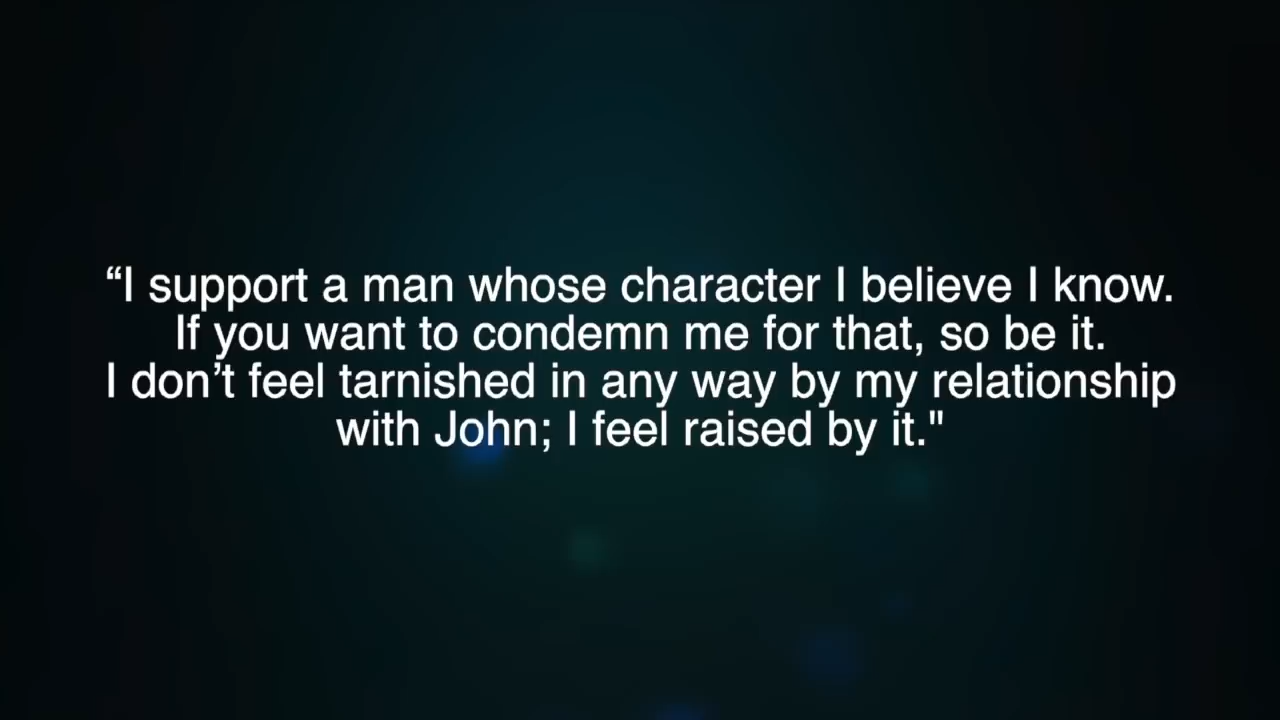 “I support a man whose character I believe I know.
If you want to condemn me for that, so be it.
I don’t feel tarnished in any way by my relationship
with John; I feel raised by it."